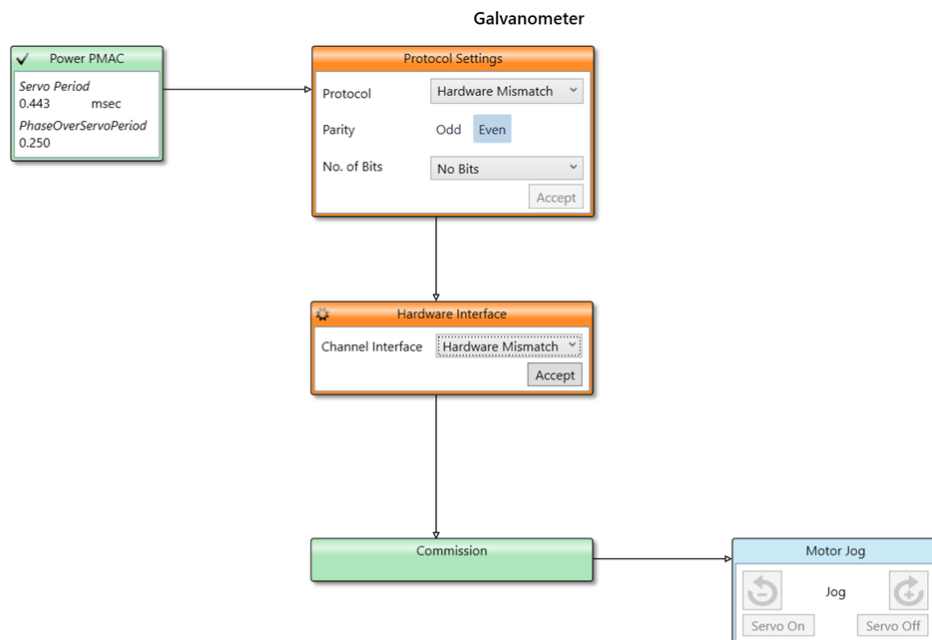 Galvanometer
Power PMAC
Servo Period
0.443 msec
PhaseOverServoPeriod
0.250
Protocol Settings
Protocol Hardware Mismatch
Parity Odd Even
No. of Bits No Bits
Accept
Hardware Interface
Channel Interface Hardware Mismatch
Accept
Commission
Motor Jog
Jog
Servo On Servo Off